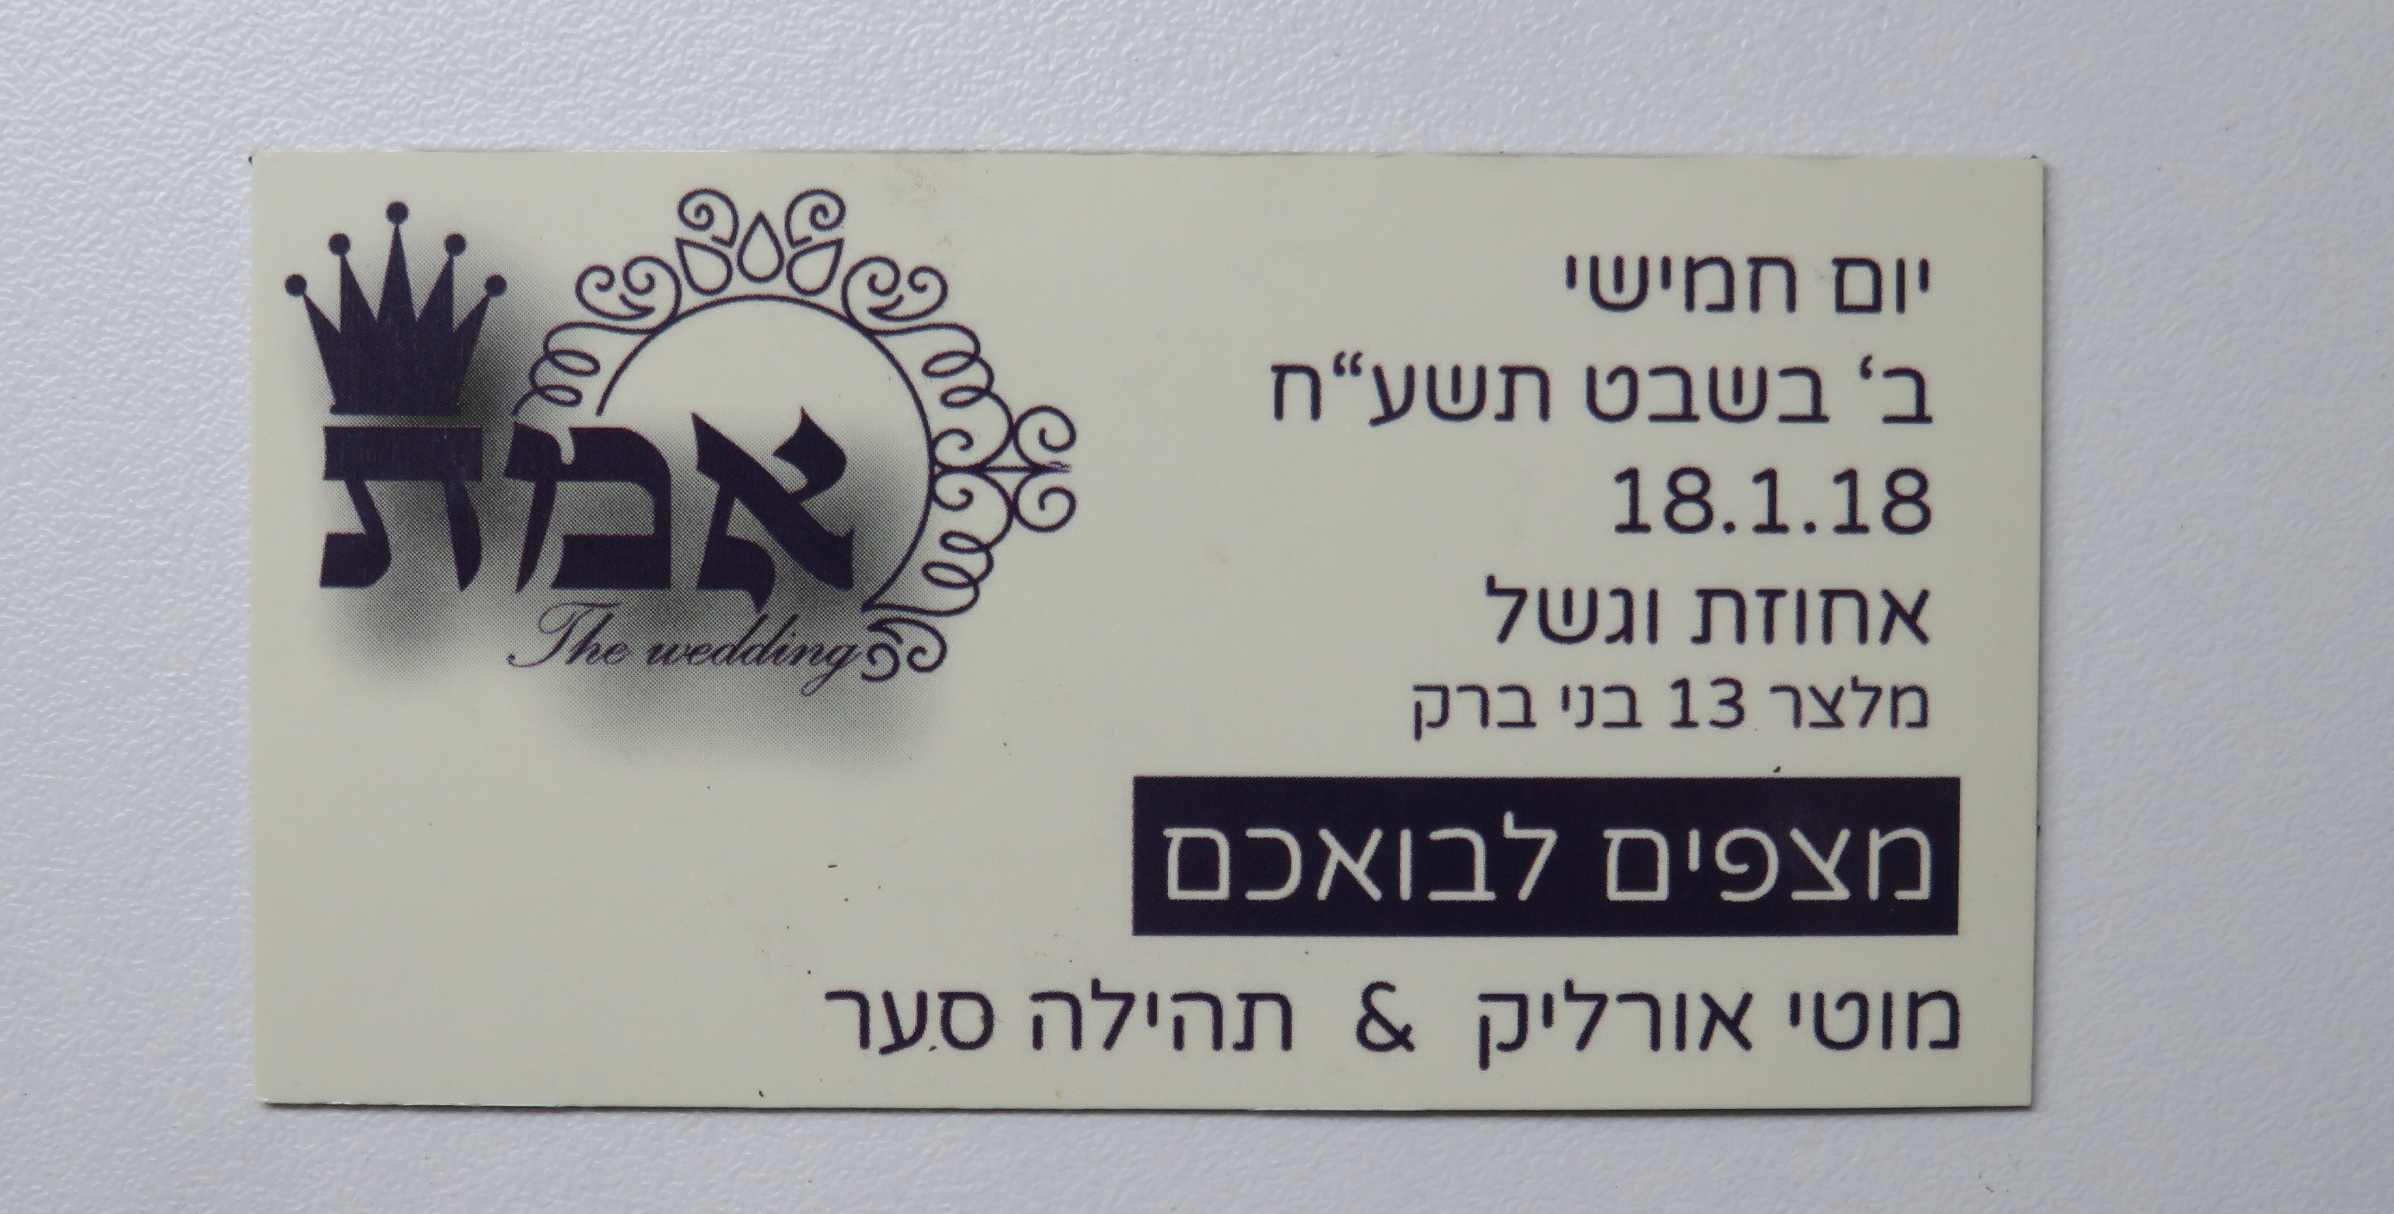 יום חמישי
ב' בשבט תשע"ח
18.1.18
אחוזת וגשל
מלצר 13 בני ברק
מצפים לבואכם
מוטי אורליק & תהילה סער
אמת
The wedding